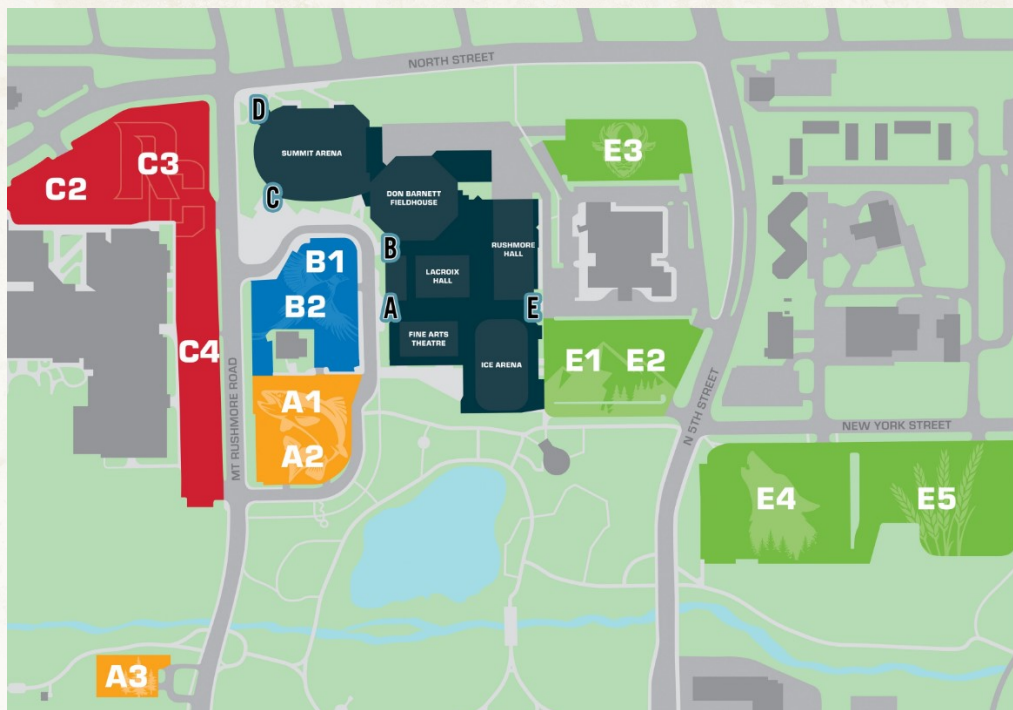 NORTH STREET
D
SUMMIT ARENA
C
C3
C2
E3
DON BARNETT
FIELDHOUSE
B
RUSHMORE
HALL
B1
LACROIX
HALL
B2
A
E
FINE ARTS
THEATRE
ICE ARENA
C4
E1
E2
MT RUSHMORE ROAD
A1
A2
N 5TH STREET
NEW YORK STREET
E4
E5
A3
RC